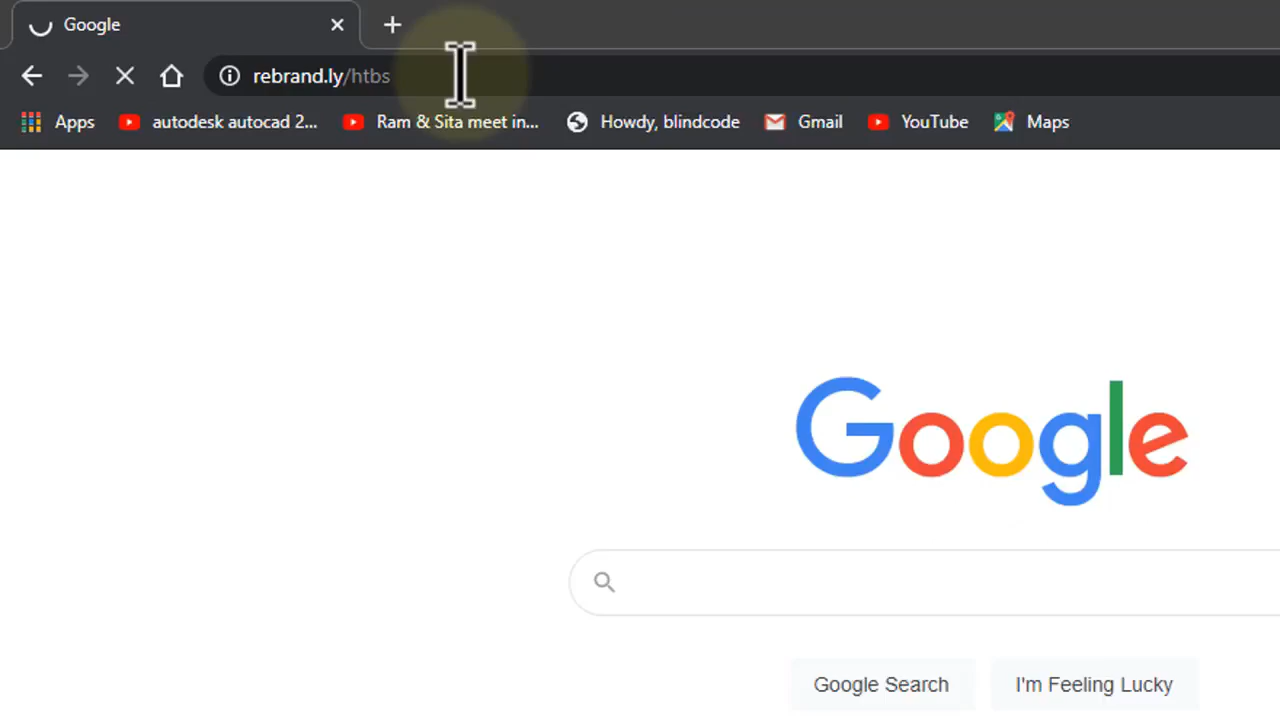 Google
rebrand.ly/htbs
Apps autodesk autocad 2... Ram & Sita meet in... Howdy, blindcode Gmail YouTube Maps
Google
Google Search I'm Feeling Lucky